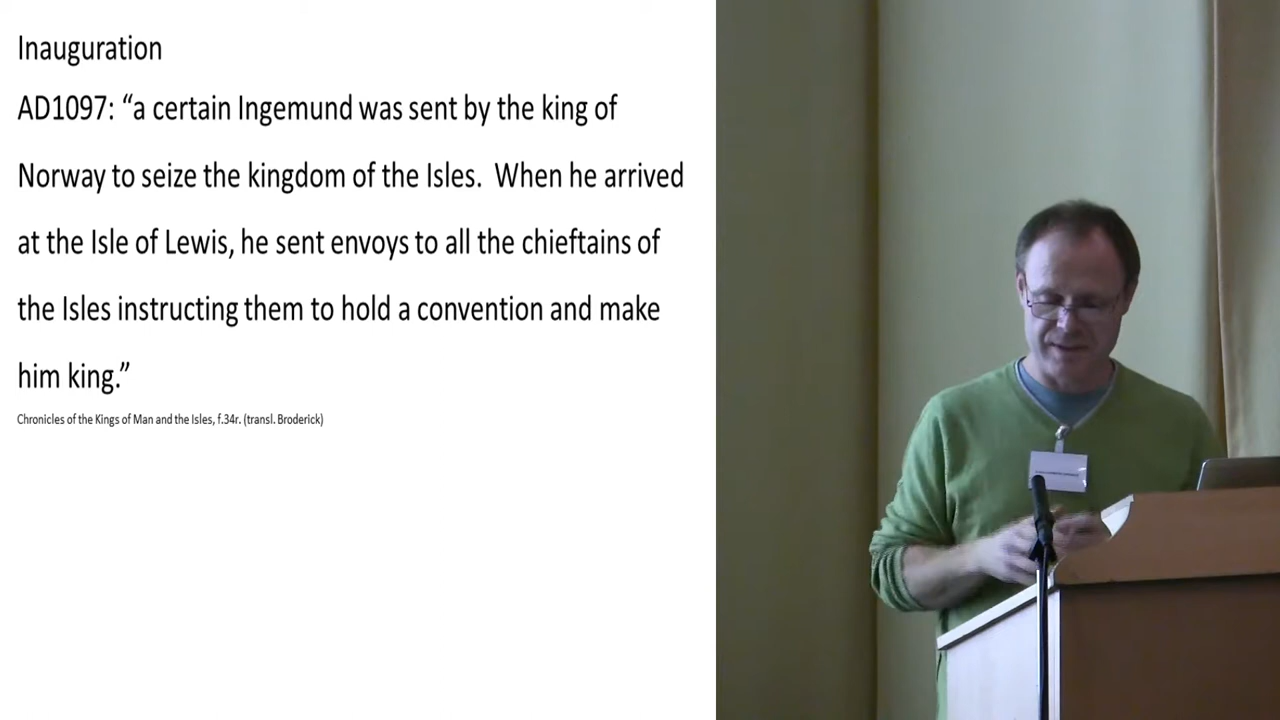 Inauguration
AD1097: “a certain Ingemund was sent by the king of
Norway to seize the kingdom of the Isles.  When he arrived
at the Isle of Lewis, he sent envoys to all the chieftains of
the Isles instructing them to hold a convention and make
him king.”
Chronicles of the Kings of Man and the Isles, f.34r. (transl. Broderick)